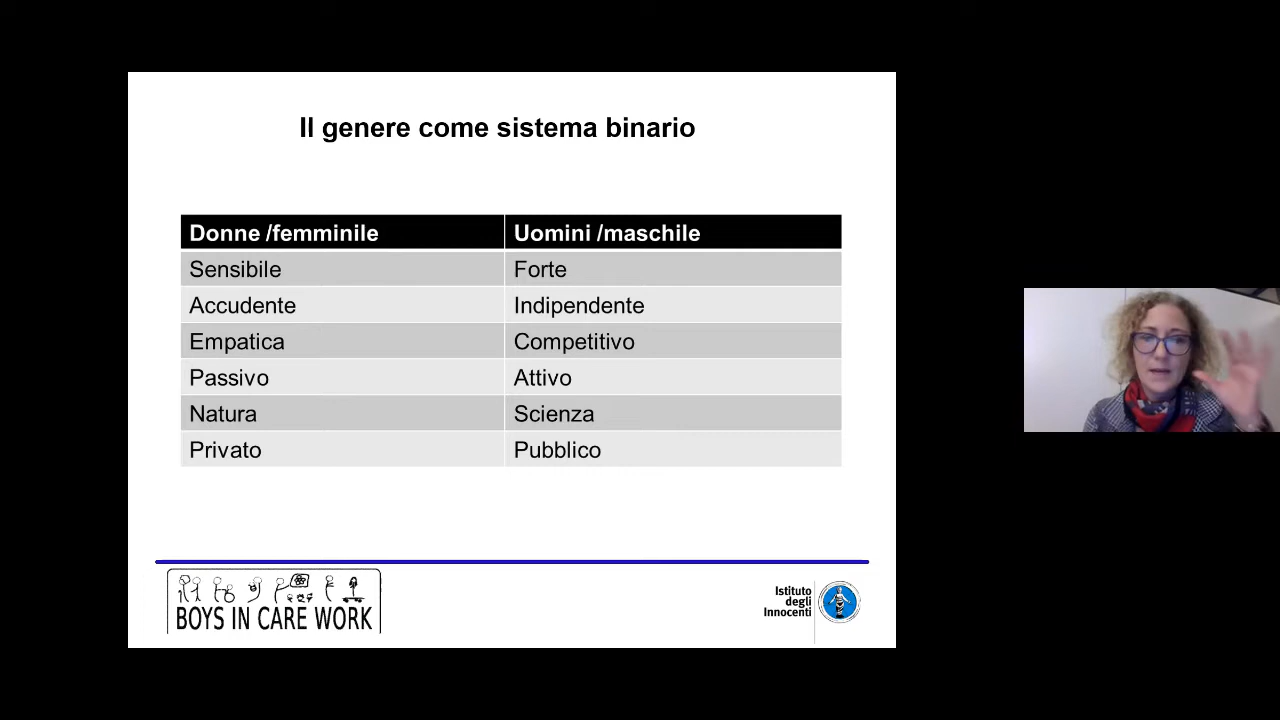 Il genere come sistema binario
Donne /femminile Uomini /maschile
Sensibile Forte
Accudente Indipendente
Empatica Competitivo
Passivo Attivo
Natura Scienza
Privato Pubblico
BOYS IN CARE WORK
Istituto
degli
Innocenti